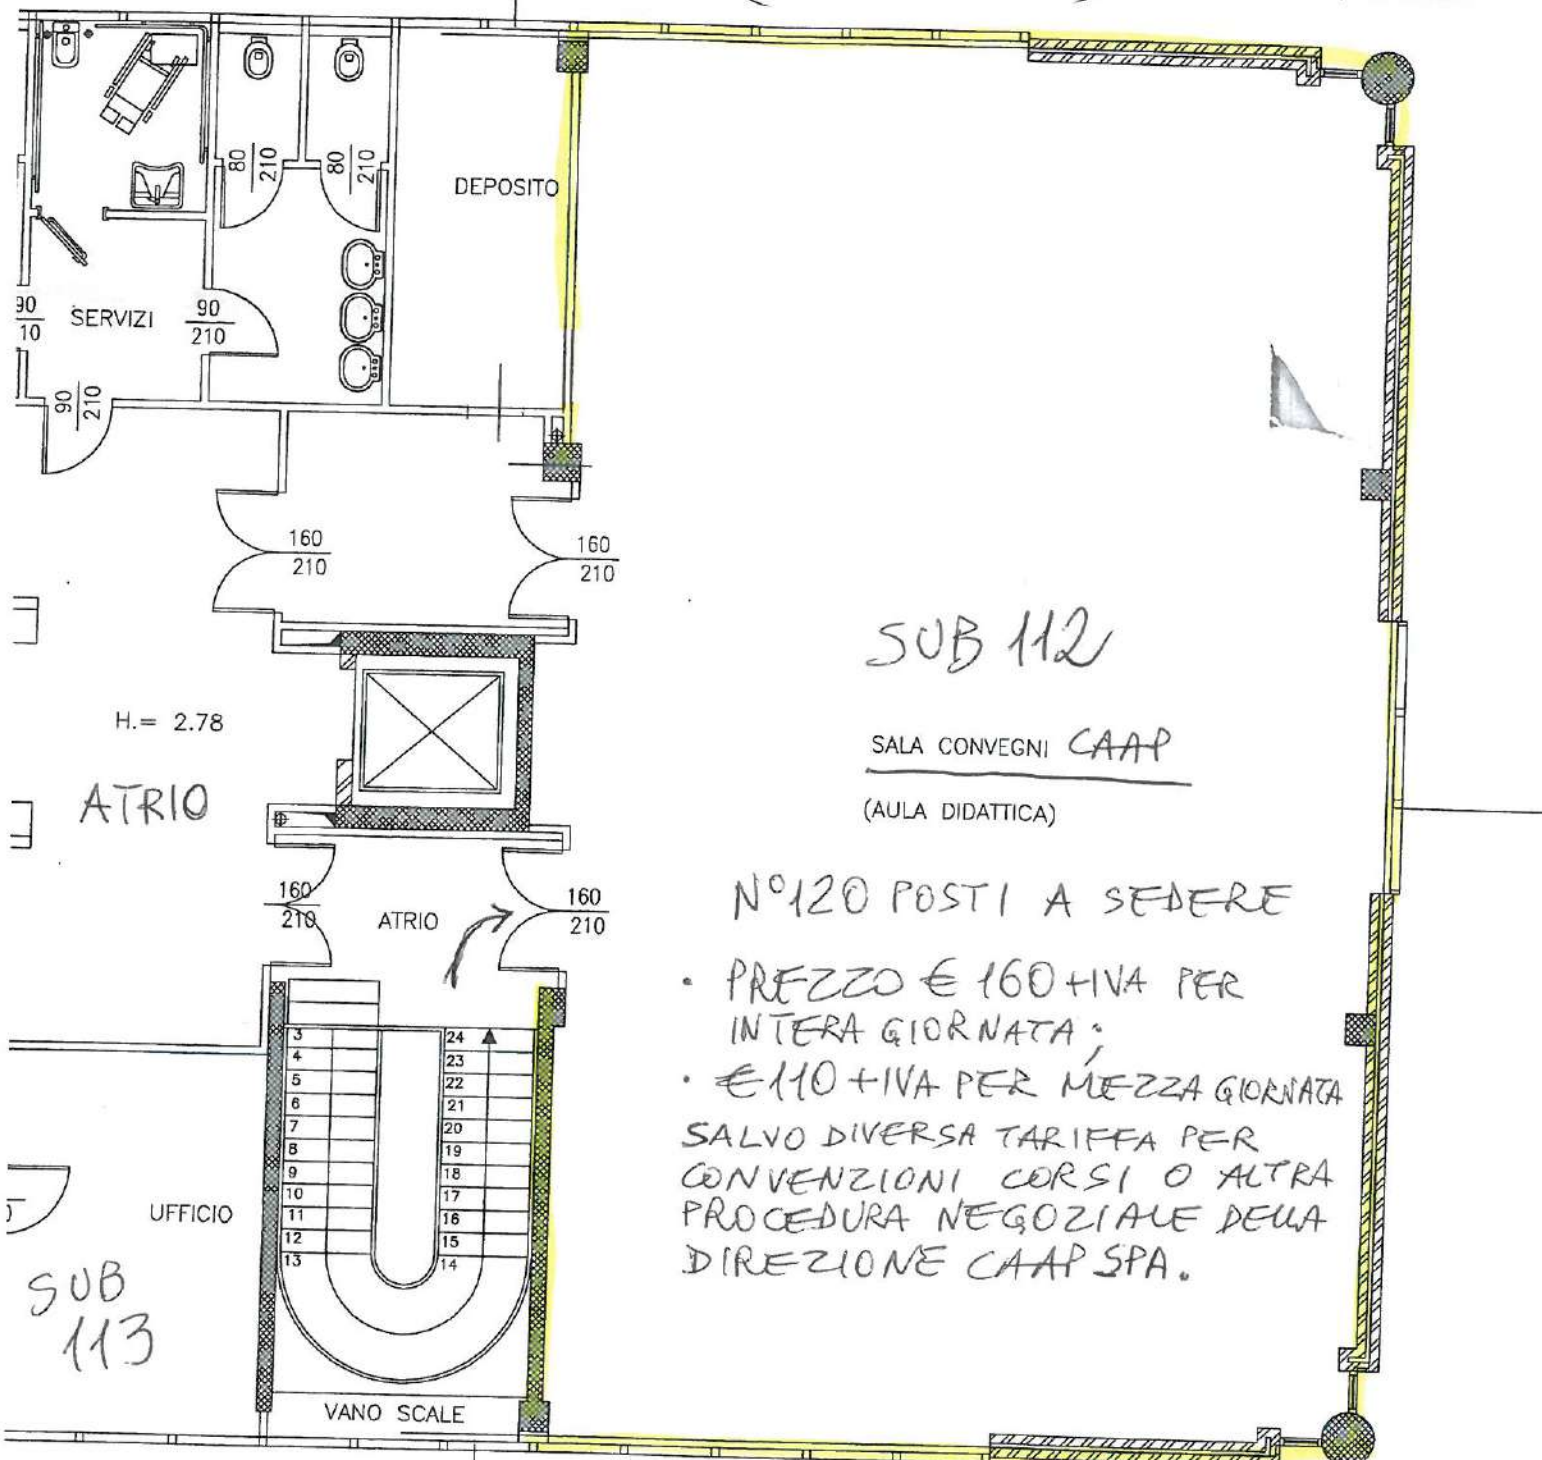 80
210
80
210
DEPOSITO
90
10
SERVIZI
90
210
90
210
160
210
160
210
SUB 112
H.= 2.78
SALA CONVEGNI CAAP
ATRIO
(AULA DIDATTICA)
160
210
ATRIO
160
210
N°120 POSTI A SEDERE
• PREZZO € 160 +IVA PER
INTERA GIORNATA;
• €110 +IVA PER MEZZA GIORNATA
SALVO DIVERSA TARIFFA PER
CONVENZIONI CORSI O ALTRA
PROCEDURA NEGOZIALE DELLA
DIREZIONE CAAP SPA.
3
4
5
6
7
8
9
10
11
12
13
24
23
22
21
20
19
18
17
16
15
14
UFFICIO
SUB
113
VANO SCALE